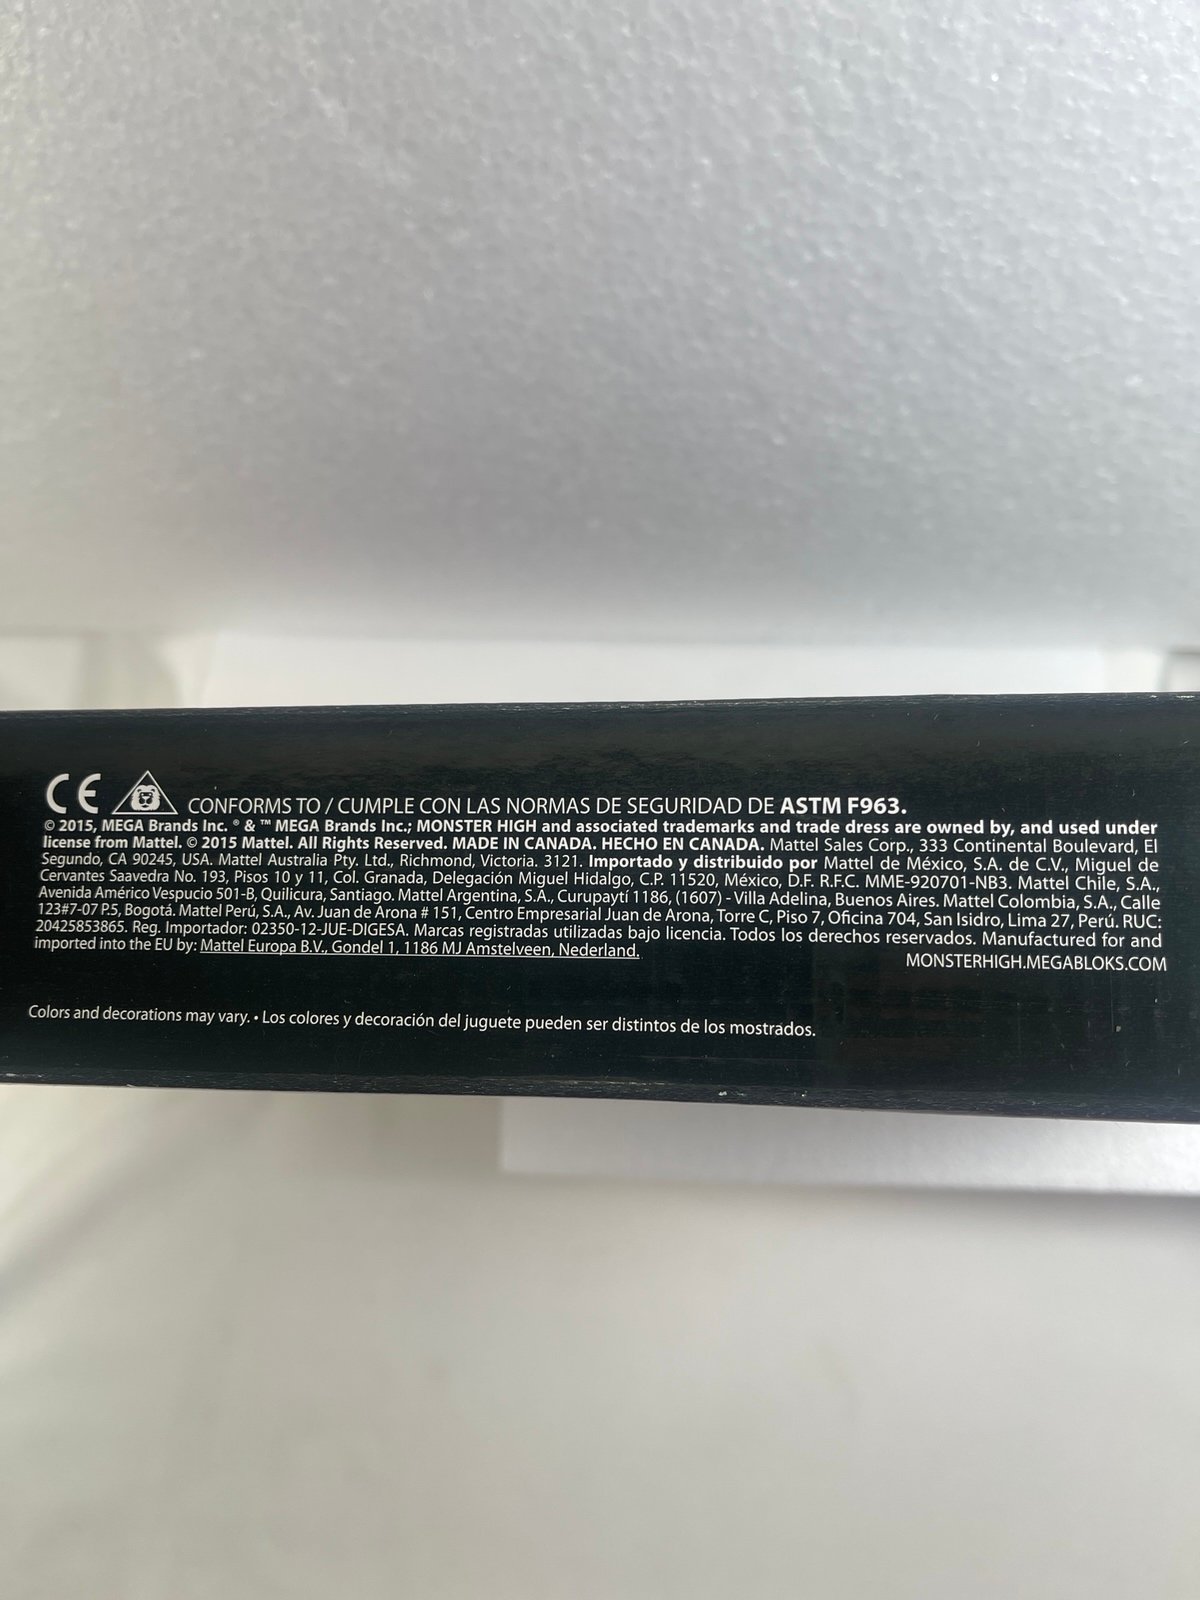 CE CONFORMS TO / CUMPLE CON LAS NORMAS DE SEGURIDAD DE ASTM F963.
© 2015, MEGA Brands Inc. ® & ™ MEGA Brands Inc.; MONSTER HIGH and associated trademarks and trade dress are owned by, and used under
license from Mattel. © 2015 Mattel. All Rights Reserved. MADE IN CANADA. HECHO EN CANADA. Mattel Sales Corp., 333 Continental Boulevard, El
Segundo, CA 90245, USA. Mattel Australia Pty. Ltd., Richmond, Victoria. 3121. Importado y distribuido por Mattel de México, S.A. de C.V., Miguel de
Cervantes Saavedra No. 193, Pisos 10 y 11, Col. Granada, Delegación Miguel Hidalgo, C.P. 11520, México, D.F. R.F.C. MME-920701-NB3. Mattel Chile, S.A.,
Avenida Américo Vespucio 501-B, Quilicura, Santiago. Mattel Argentina, S.A., Curupaytí 1186, (1607) - Villa Adelina, Buenos Aires. Mattel Colombia, S.A., Calle
123#7-07 P.5, Bogotá. Mattel Perú, S.A., Av. Juan de Arona # 151, Centro Empresarial Juan de Arona, Torre C, Piso 7, Oficina 704, San Isidro, Lima 27, Perú. RUC:
20425853865. Reg. Importador: 02350-12-JUE-DIGESA. Marcas registradas utilizadas bajo licencia. Todos los derechos reservados. Manufactured for and
imported into the EU by: Mattel Europa B.V., Gondel 1, 1186 MJ Amstelveen, Nederland.
MONSTERHIGH.MEGABLOKS.COM
Colors and decorations may vary. • Los colores y decoración del juguete pueden ser distintos de los mostrados.